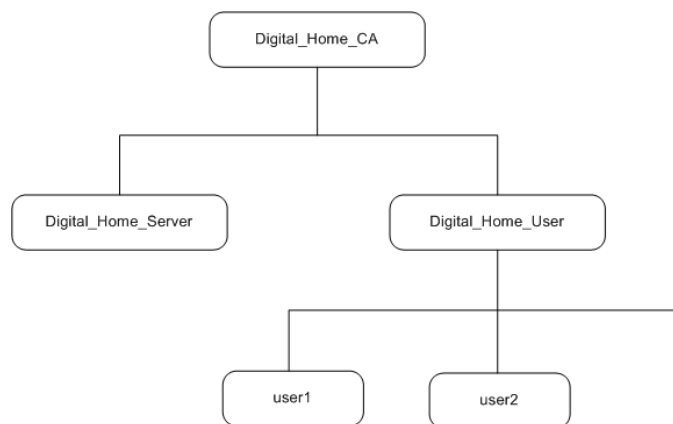 Digital_Home_CA
Digital_Home_Server
Digital_Home_User
user1
user2